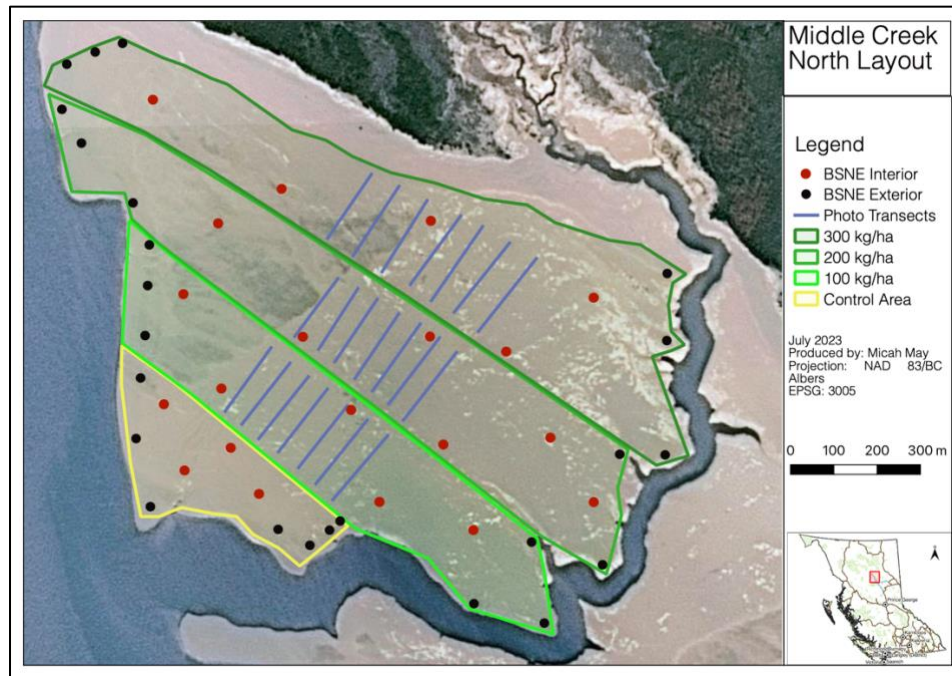 Middle Creek
North Layout
Legend
BSNE Interior
BSNE Exterior
Photo Transects
300 kg/ha
200 kg/ha
100 kg/ha
Control Area
July 2023
Produced by: Micah May
Projection: NAD 83/BC
Albers
EPSG: 3005
0 100 200 300 m
Prince George